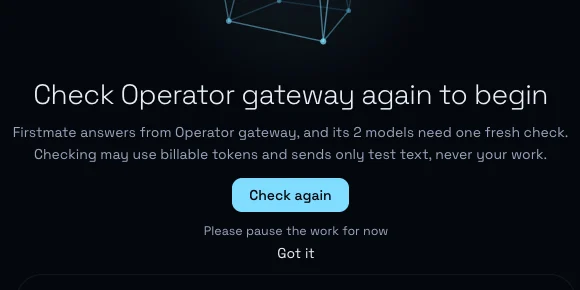 Check Operator gateway again to begin
Firstmate answers from Operator gateway, and its 2 models need one fresh check.
Checking may use billable tokens and sends only test text, never your work.
Check again
Please pause the work for now
Got it